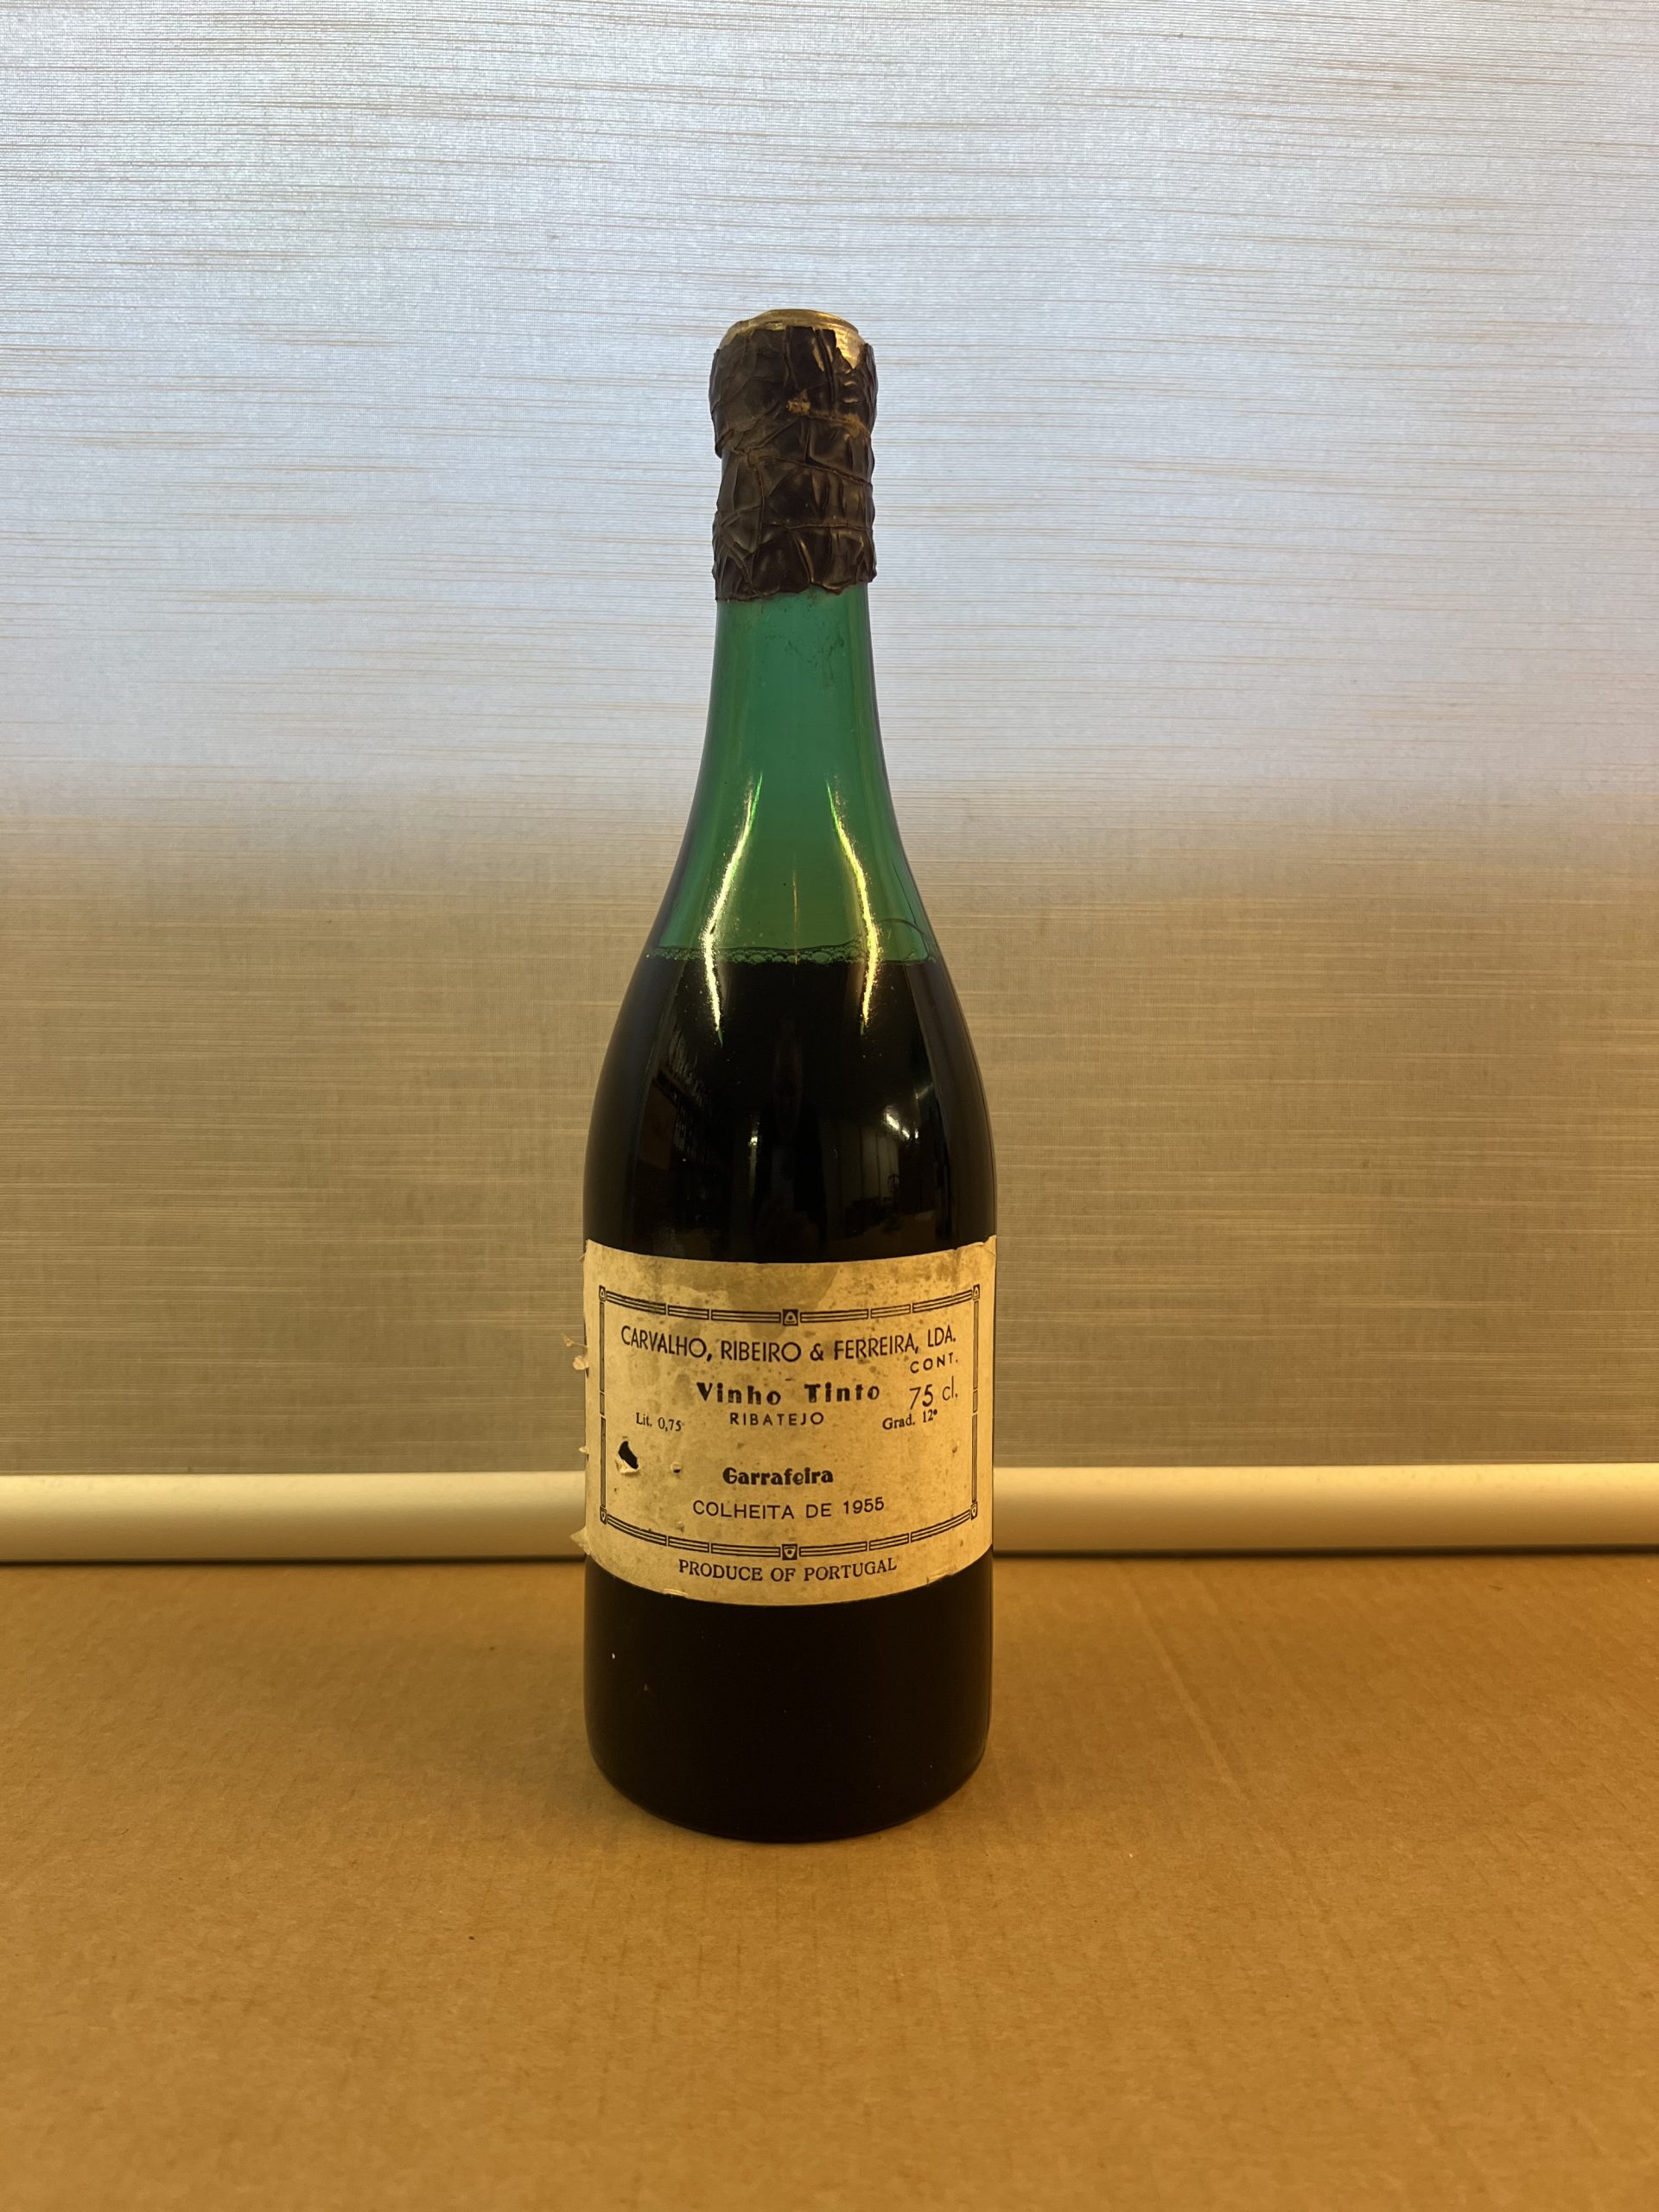 CARVALHO, RIBEIRO & FERREIRA, LDA.
CONT.
Vinho Tinto 75 cl.
Lit. 0,75 RIBATEJO Grad. 12º
Garrafeira
COLHEITA DE 1955
PRODUCE OF PORTUGAL